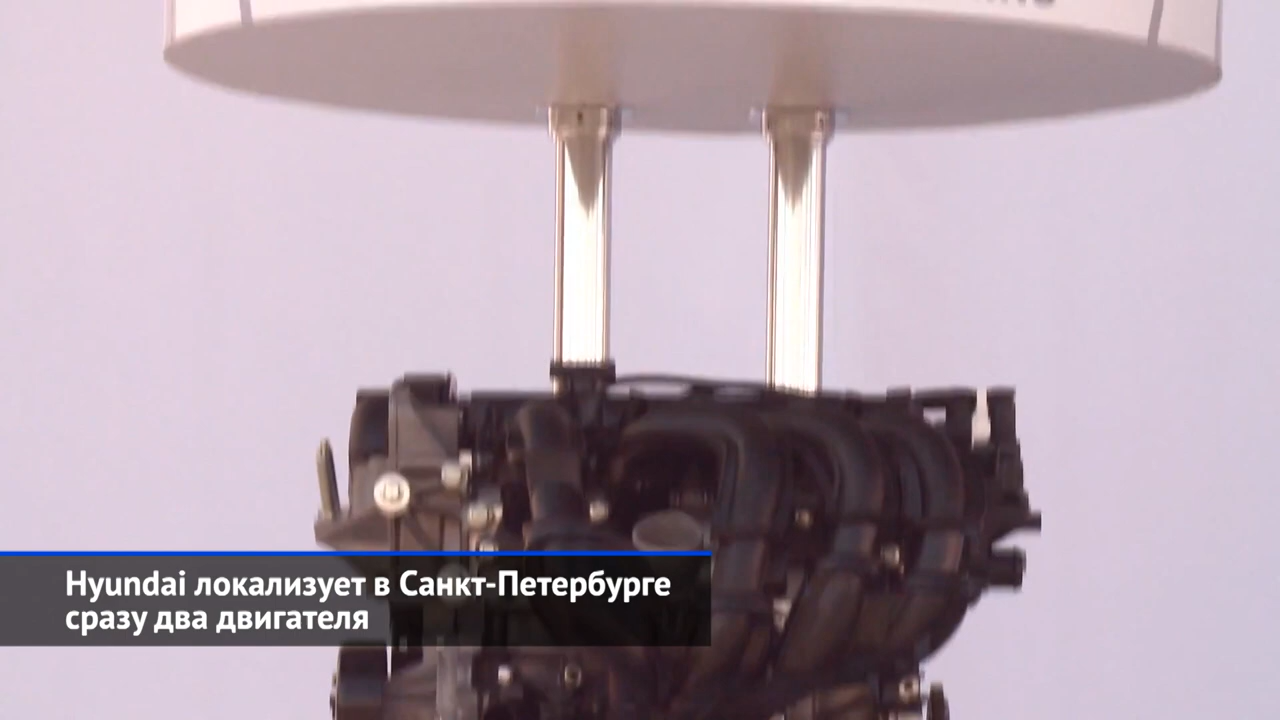 Hyundai локализует в Санкт-Петербурге
сразу два двигателя